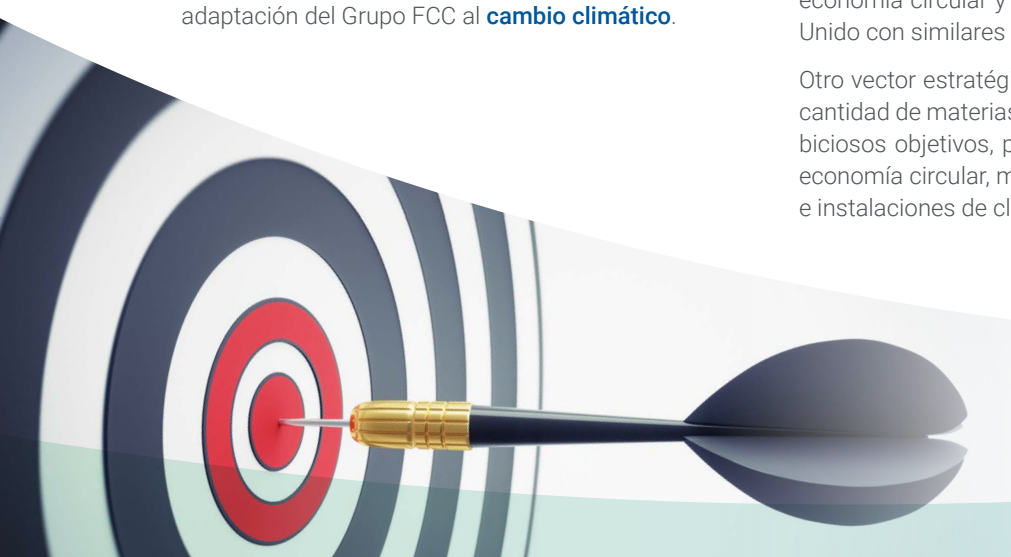 adaptación del Grupo FCC al cambio climático.
economía circular y
Unido con similares
Otro vector estratég
cantidad de materias
biciosos objetivos, p
economía circular, m
e instalaciones de cl